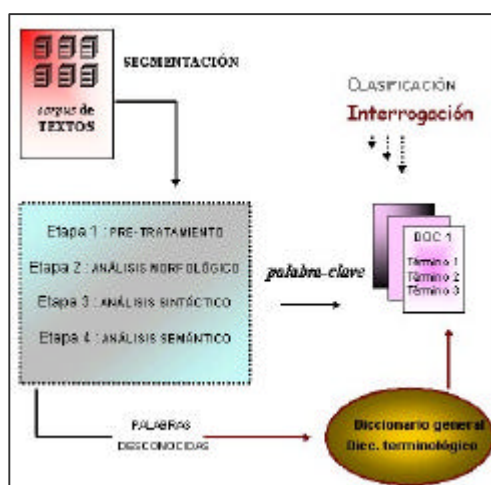 SEGMENTACIÓN
corpus de
TEXTOS
CLASIFICACIÓN
Interrogación
Etapa 1 : PRE-TRATAMIENTO
Etapa 2 : ANÁLISIS MORFOLÓGICO
Etapa 3 : ANÁLISIS SINTÁCTICO
Etapa 4 : ANÁLISIS SEMÁNTICO
palabra-clave
DOC 1
Término 1
Término 2
Término 3
PALABRAS
DESCONOCIDAS
Diccionario general
Dicc. terminológico